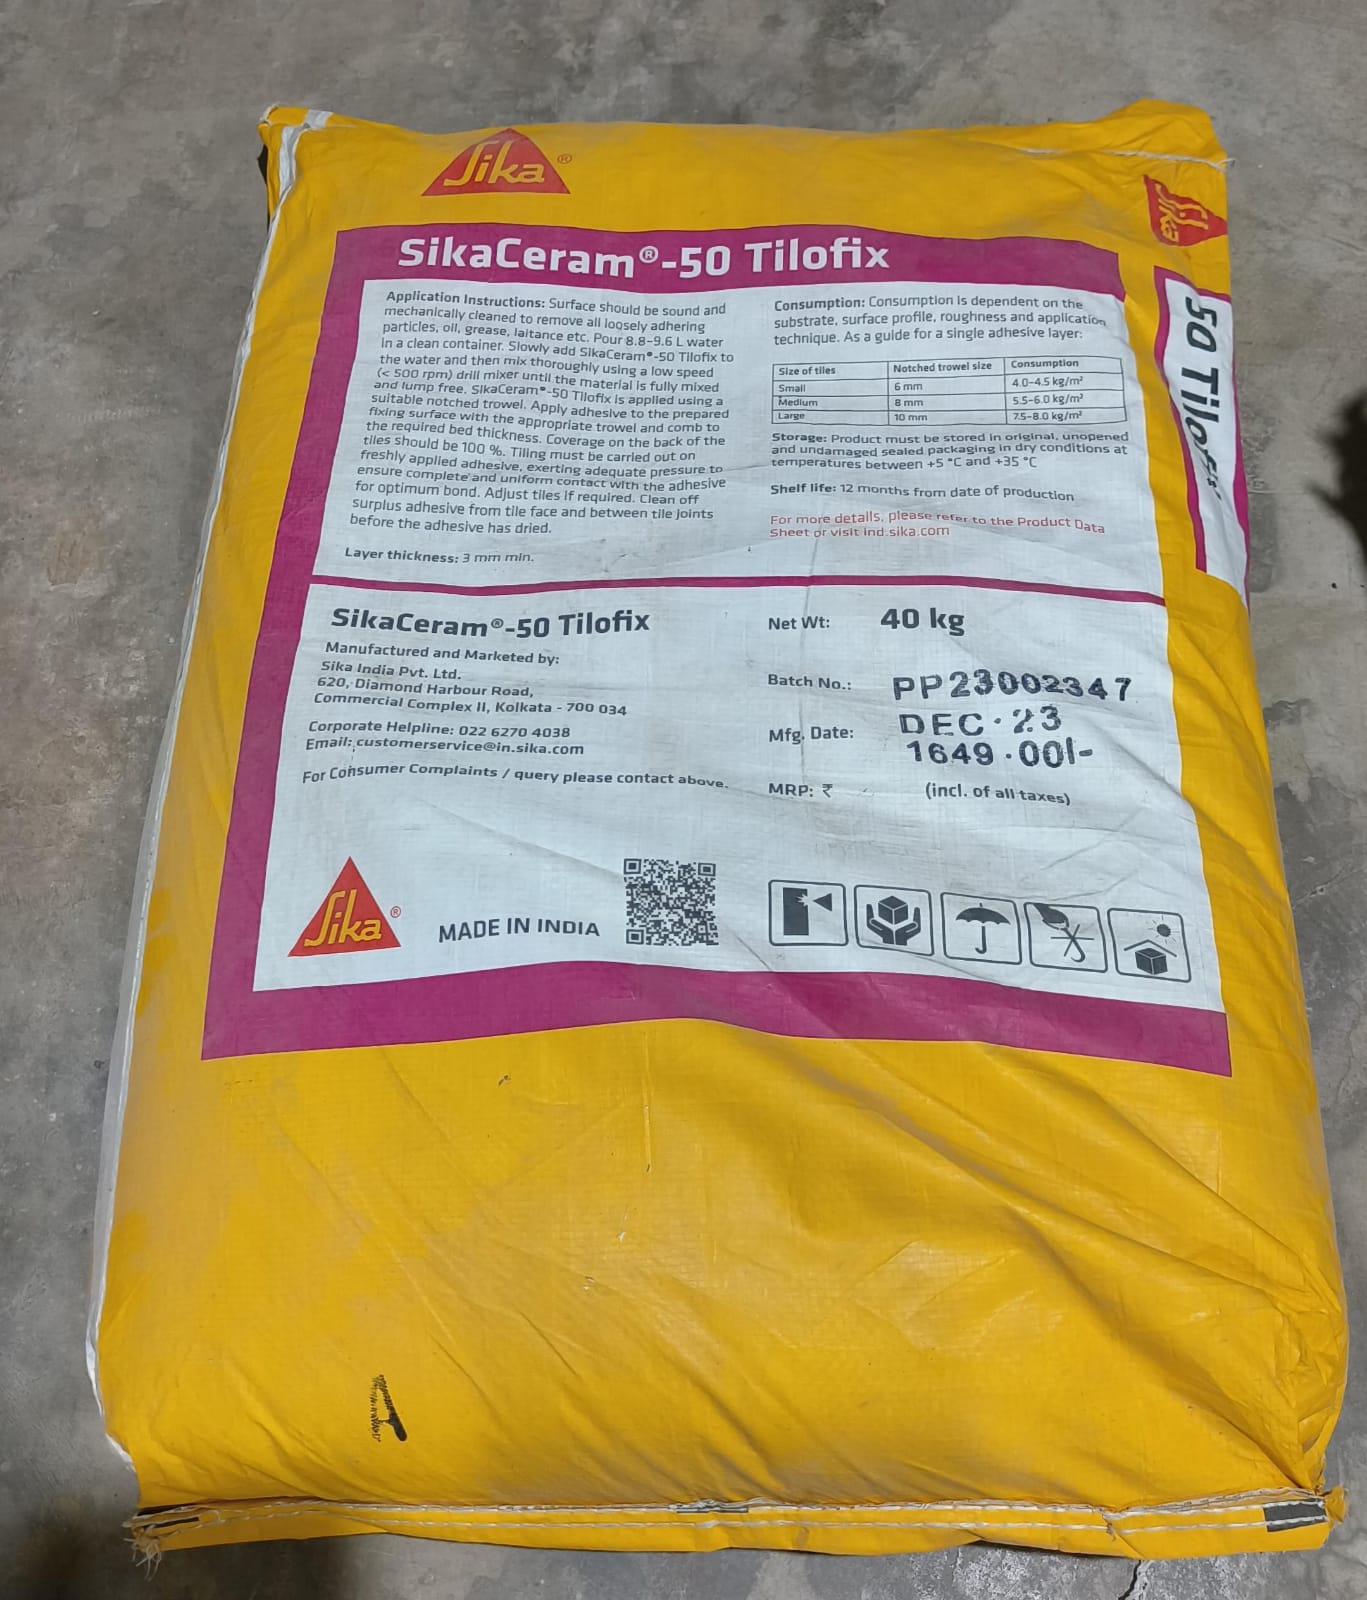 Sika®
SikaCeram®-50 Tilofix
Application Instructions: Surface should be sound and
mechanically cleaned to remove all loosely adhering
particles, oil, grease, laitance etc. Pour 8.8-9.6 L water
in a clean container. Slowly add SikaCeram®-50 Tilofix to
the water and then mix thoroughly using a low speed
(< 500 rpm) drill mixer until the material is fully mixed
and lump free. SikaCeram®-50 Tilofix is applied using a
suitable notched trowel. Apply adhesive to the prepared
fixing surface with the appropriate trowel and comb to
the required bed thickness. Coverage on the back of the
tiles should be 100 %. Tiling must be carried out on
freshly applied adhesive, exerting adequate pressure to
ensure complete and uniform contact with the adhesive
for optimum bond. Adjust tiles if required. Clean off
surplus adhesive from tile face and between tile joints
before the adhesive has dried.
Layer thickness: 3 mm min.
Consumption: Consumption is dependent on the
substrate, surface profile, roughness and application
technique. As a guide for a single adhesive layer:
Size of tiles Notched trowel size Consumption
Small 6 mm 4.0-4.5 kg/m²
Medium 8 mm 5.5-6.0 kg/m²
Large 10 mm 7.5-8.0 kg/m²
Storage: Product must be stored in original, unopened
and undamaged sealed packaging in dry conditions at
temperatures between +5 °C and +35 °C
Shelf life: 12 months from date of production
For more details, please refer to the Product Data
Sheet or visit ind.sika.com
SikaCeram®-50 Tilofix
Manufactured and Marketed by:
Sika India Pvt. Ltd.
620, Diamond Harbour Road,
Commercial Complex II, Kolkata - 700 034
Corporate Helpline: 022 6270 4038
Email: customerservice@in.sika.com
For Consumer Complaints / query please contact above.
Net Wt: 40 kg
Batch No.: PP23002347
Mfg. Date: DEC·23
1649·00/-
MRP: ₹ (incl. of all taxes)
Sika®
MADE IN INDIA
Sika
50 Tilofix